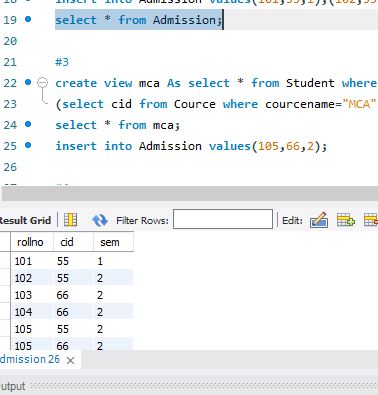 18 insert into Admission values(101,55,1),(102,55
19 select * from Admission;
20
21 #3
22 create view mca As select * from Student where
23 (select cid from Cource where courcename="MCA"
24 select * from mca;
25 insert into Admission values(105,66,2);
26
Result Grid Filter Rows: Edit:
rollno cid sem
101 55 1
102 55 2
103 66 2
104 66 2
105 55 2
105 66 2
dmission 26 ×
utput